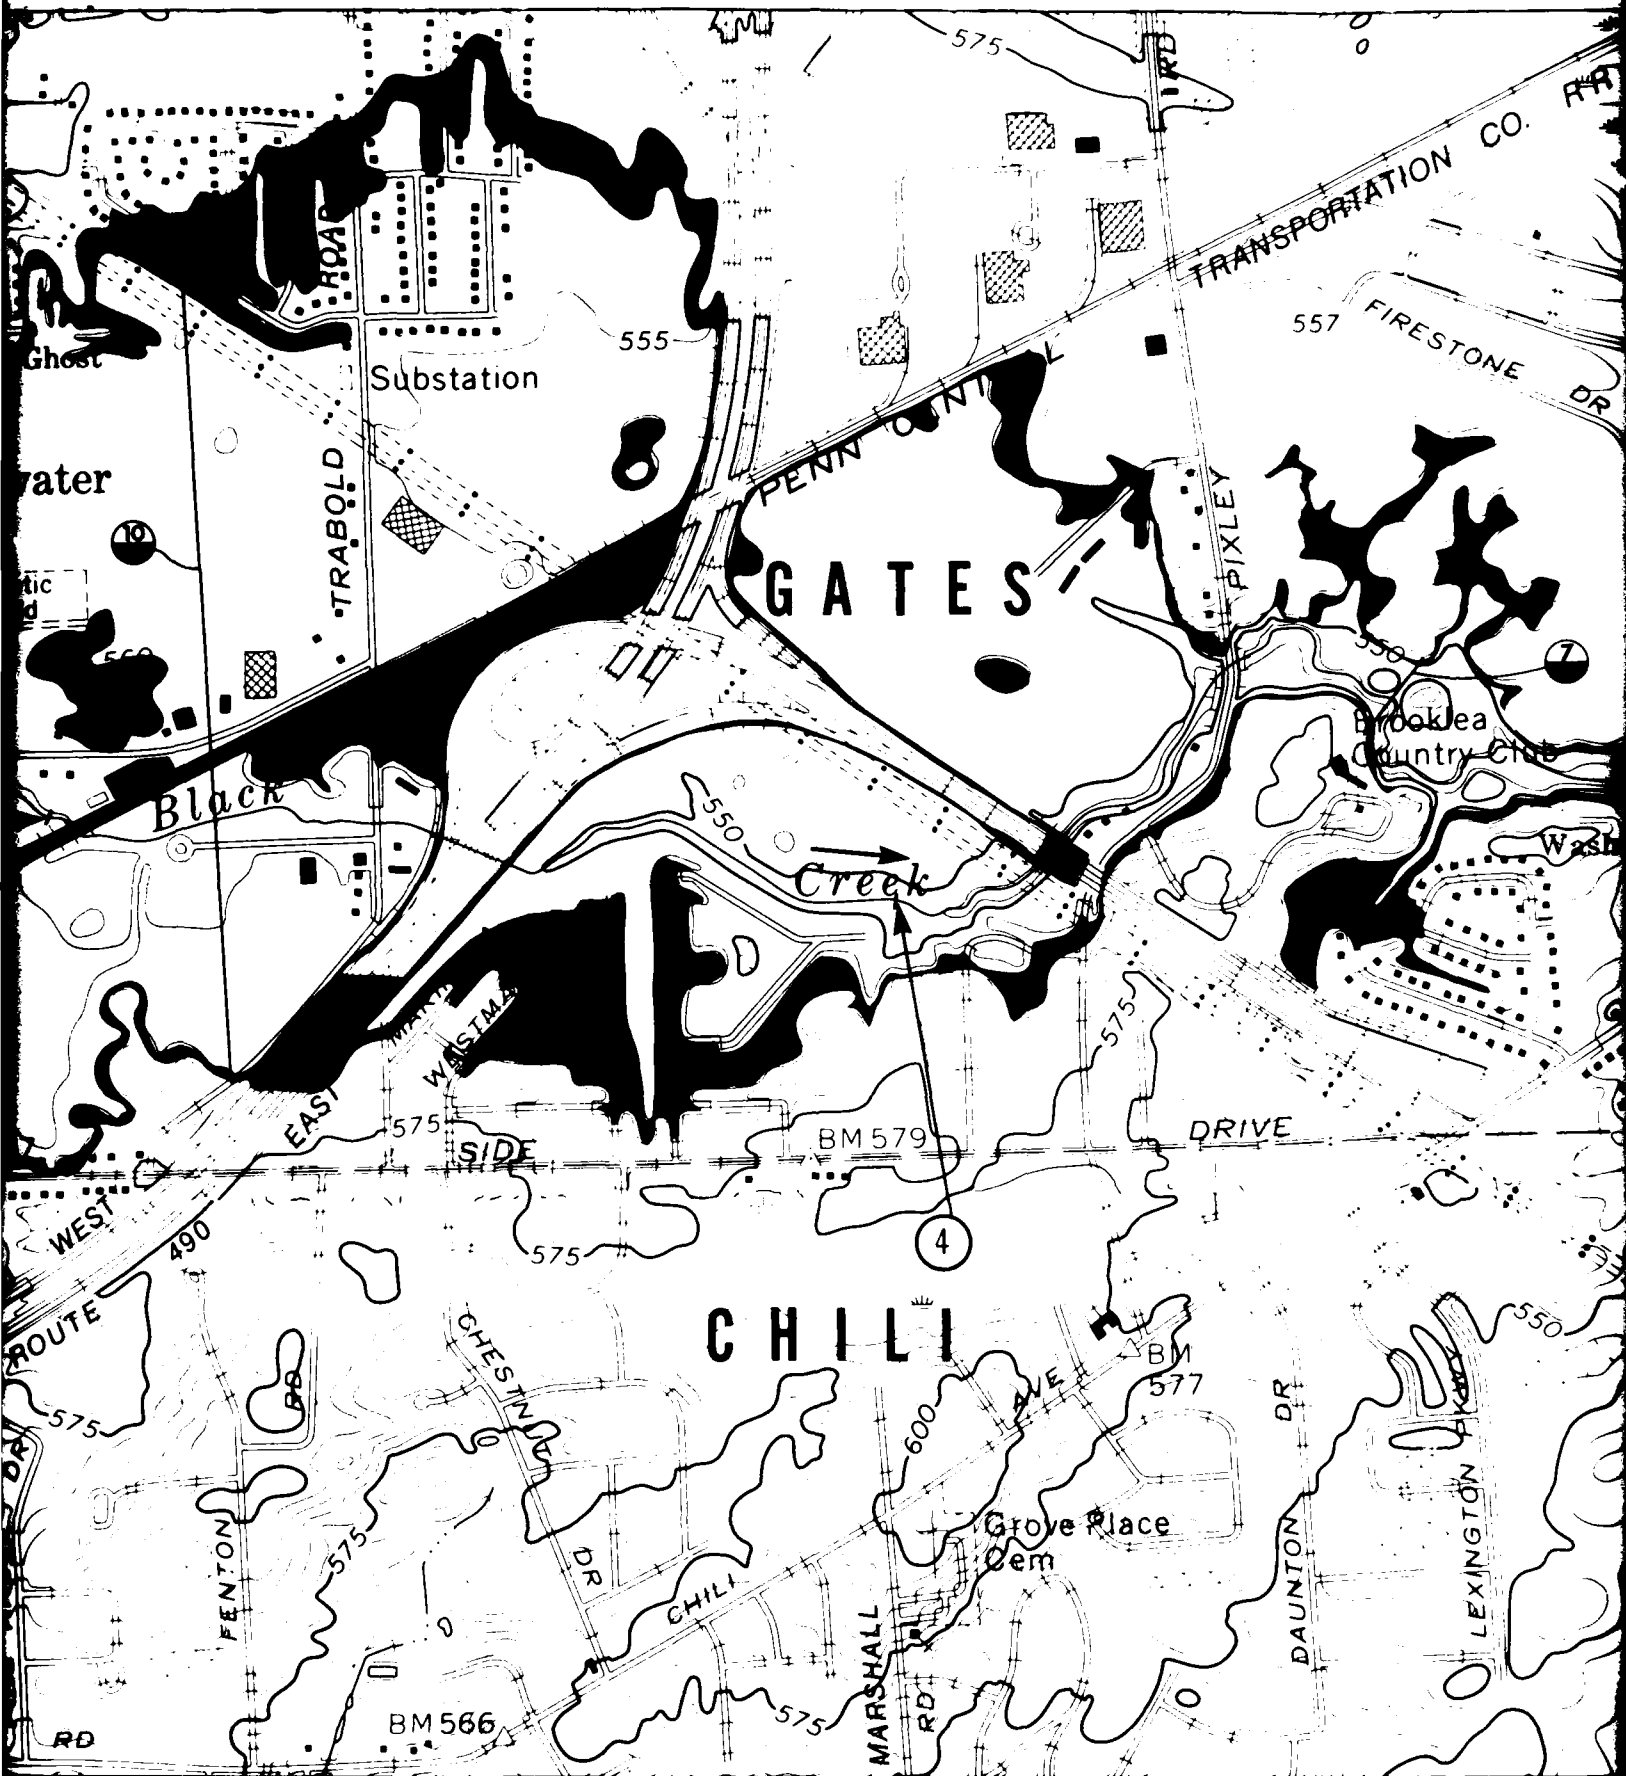 575
RD
RR
TRANSPORTATION CO.
ROAD
555
557
FIRESTONE DR
Ghost
Substation
PENN CENTRAL
TRABOLD
PIXLEY
10
GATES
550
7
Brooklea
Country Club
Black
550
Creek
Wash
WESTMAR
575
EAST
575
SIDE
BM 579
DRIVE
WEST
490
ROUTE
575
4
CHILI
550
CHESTNUT DR
RD
BM
577
AVE
DR
600
575
DR
PKWY
Grove Place
Cem
575
FENTON
CHILI
DAUNTON
LEXINGTON
MARSHALL
RD
575
BM 566
RD